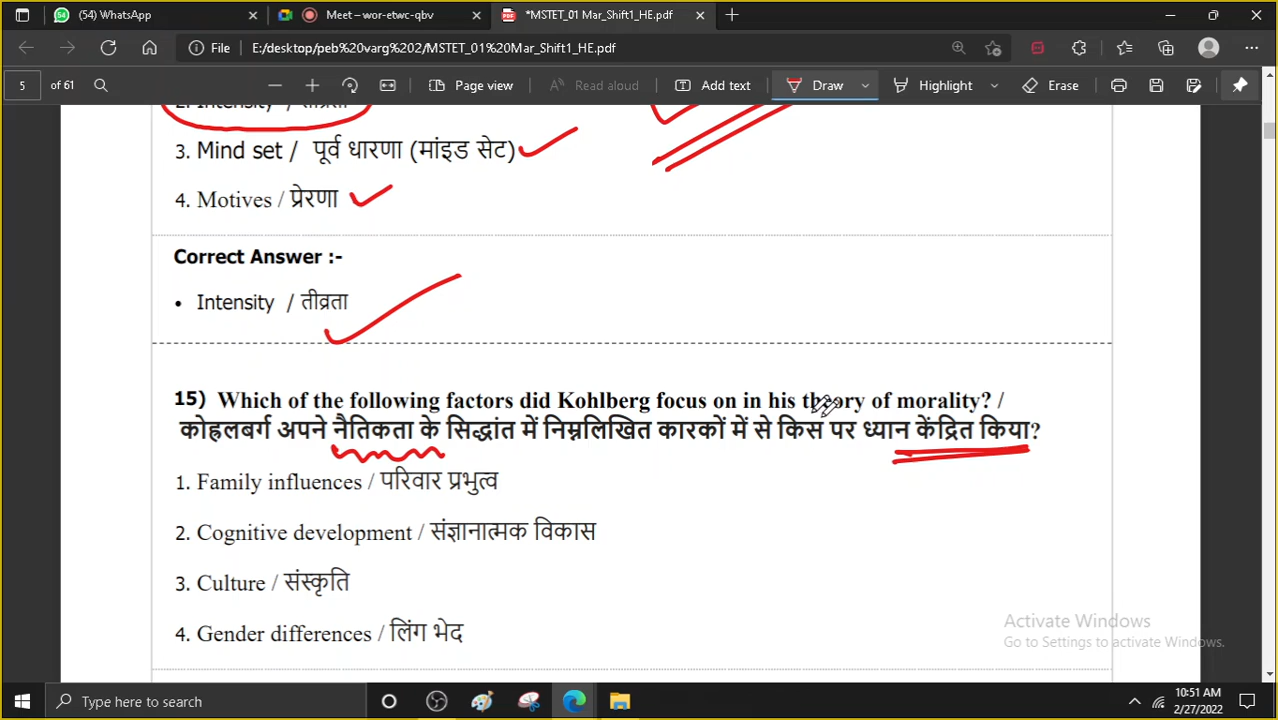 (54) WhatsApp
Meet – wor-etwc-qbv
*MSTET_01 Mar_Shift1_HE.pdf
File
E:/desktop/peb%20varg%202/MSTET_01%20Mar_Shift1_HE.pdf
5 of 61
Page view
Read aloud
Add text
Draw
Highlight
Erase
2. Intensity / तीव्रता
3. Mind set / पूर्व धारणा (मांइड सेट)
4. Motives / प्रेरणा
Correct Answer :-
• Intensity / तीव्रता
15) Which of the following factors did Kohlberg focus on in his theory of morality? /
कोह्लबर्ग अपने नैतिकता के सिद्धांत में निम्नलिखित कारकों में से किस पर ध्यान केंद्रित किया?
1. Family influences / परिवार प्रभुत्व
2. Cognitive development / संज्ञानात्मक विकास
3. Culture / संस्कृति
4. Gender differences / लिंग भेद
Activate Windows
Go to Settings to activate Windows.
Type here to search
10:51 AM
2/27/2022